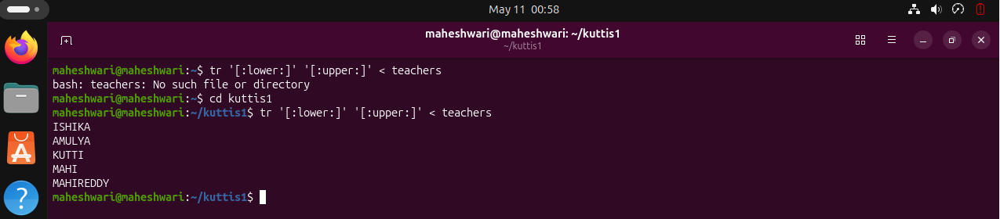 May 11 00:58
maheshwari@maheshwari: ~/kuttis1
~/kuttis1
maheshwari@maheshwari:~$ tr '[:lower:]' '[:upper:]' < teachers
bash: teachers: No such file or directory
maheshwari@maheshwari:~$ cd kuttis1
maheshwari@maheshwari:~/kuttis1$ tr '[:lower:]' '[:upper:]' < teachers
ISHIKA
AMULYA
KUTTI
MAHI
MAHIREDDY
maheshwari@maheshwari:~/kuttis1$